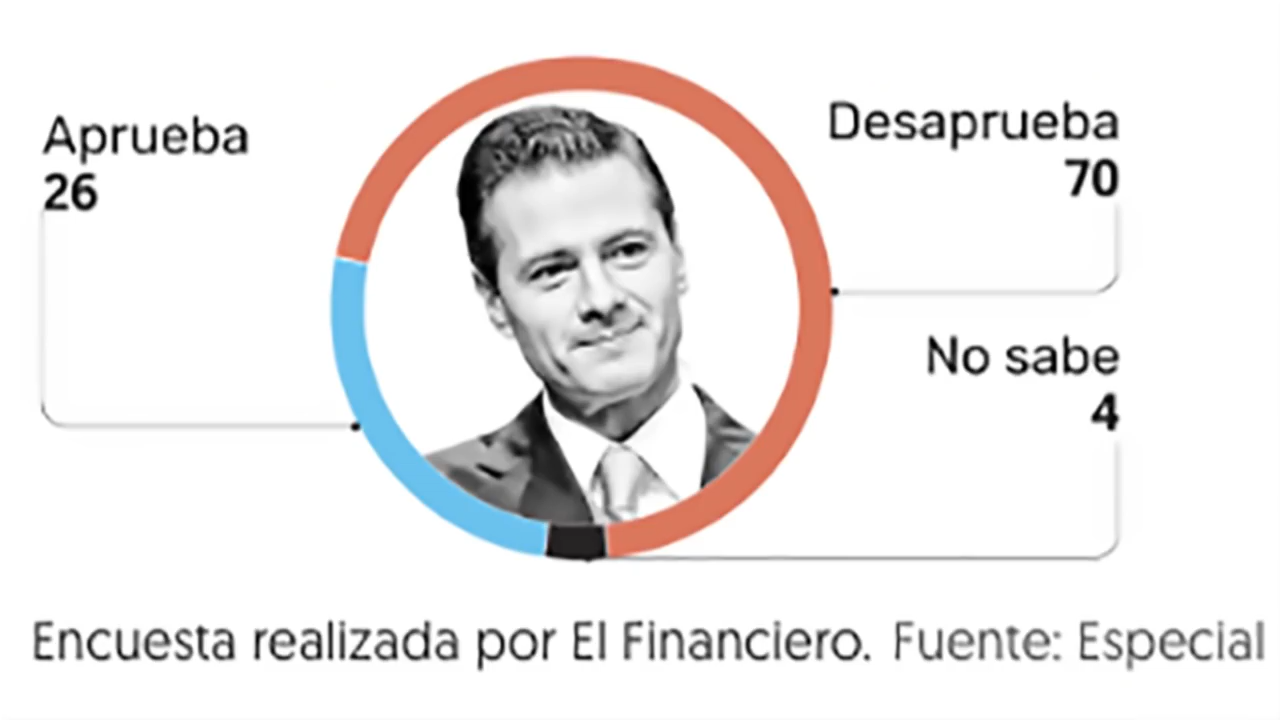 Aprueba
26
Desaprueba
70
No sabe
4
Encuesta realizada por El Financiero. Fuente: Especial